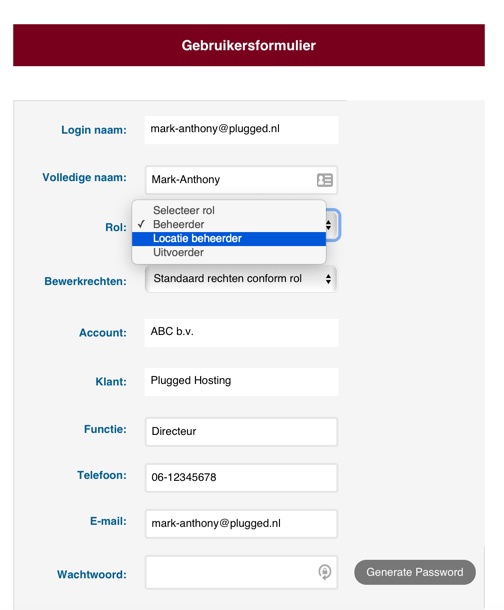 Gebruikersformulier
Login naam: mark-anthony@plugged.nl
Volledige naam: Mark-Anthony
Selecteer rol
Rol: ✓ Beheerder
Locatie beheerder
Uitvoerder
Bewerkrechten: Standaard rechten conform rol
Account: ABC b.v.
Klant: Plugged Hosting
Functie: Directeur
Telefoon: 06-12345678
E-mail: mark-anthony@plugged.nl
Wachtwoord: Generate Password